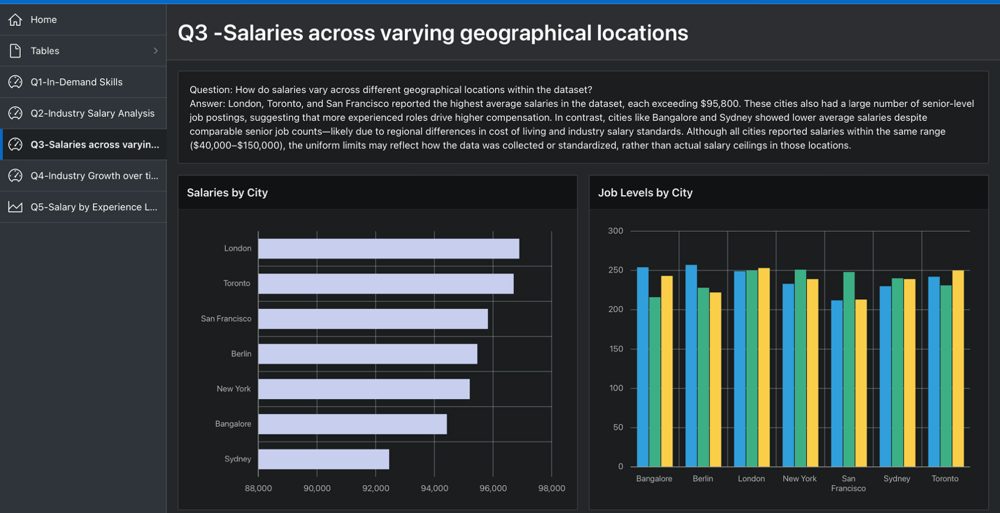 Home
Tables
Q1-In-Demand Skills
Q2-Industry Salary Analysis
Q3-Salaries across varyin...
Q4-Industry Growth over ti...
Q5-Salary by Experience L...
Q3 -Salaries across varying geographical locations
Question: How do salaries vary across different geographical locations within the dataset?
Answer: London, Toronto, and San Francisco reported the highest average salaries in the dataset, each exceeding $95,800. These cities also had a large number of senior-level
job postings, suggesting that more experienced roles drive higher compensation. In contrast, cities like Bangalore and Sydney showed lower average salaries despite
comparable senior job counts—likely due to regional differences in cost of living and industry salary standards. Although all cities reported salaries within the same range
($40,000–$150,000), the uniform limits may reflect how the data was collected or standardized, rather than actual salary ceilings in those locations.
Salaries by City
London
Toronto
San Francisco
Berlin
New York
Bangalore
Sydney
88,000 90,000 92,000 94,000 96,000 98,000
Job Levels by City
300
250
200
150
100
50
0
Bangalore Berlin London New York San Sydney Toronto
Francisco